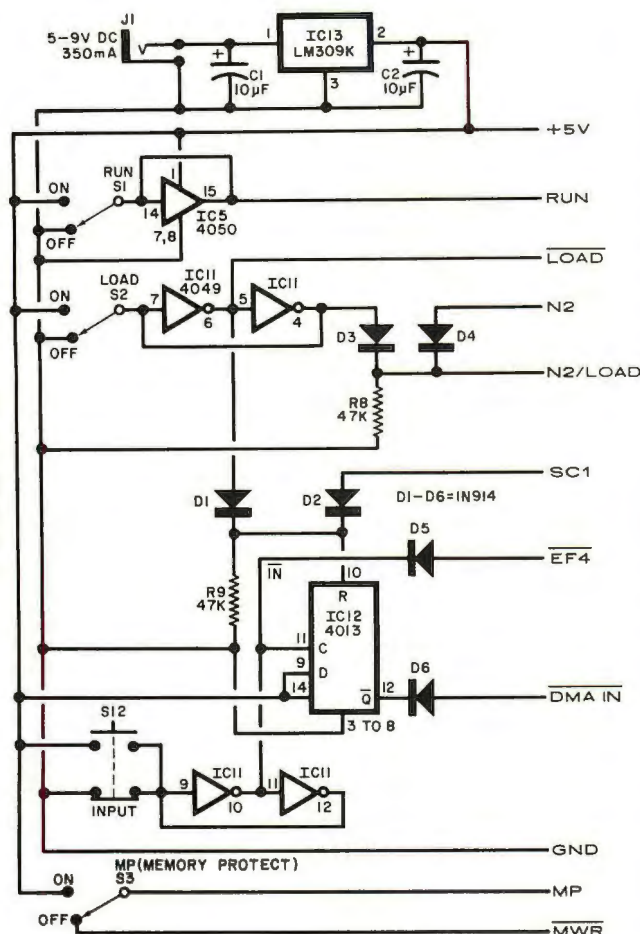 J1
5-9V DC
350mA
V
1
IC13
LM309K
2
3
+
C1
10µF
+
C2
10µF
+5V
RUN
S1
ON
OFF
1
14
15
7,8
IC5
4050
RUN
LOAD
LOAD
S2
ON
OFF
7
IC11
4049
6
5
IC11
4
D3
D4
N2
N2/LOAD
R8
47K
SC1
D1
D2
D1-D6=1N914
D5
EF4
IN
R9
47K
10
R
IC12
4013
11
C
9
D
14
Q
12
3 TO 8
D6
DMA IN
S12
INPUT
9
IC11
10
11
IC11
12
GND
MP(MEMORY PROTECT)
S3
ON
OFF
MP
MWR